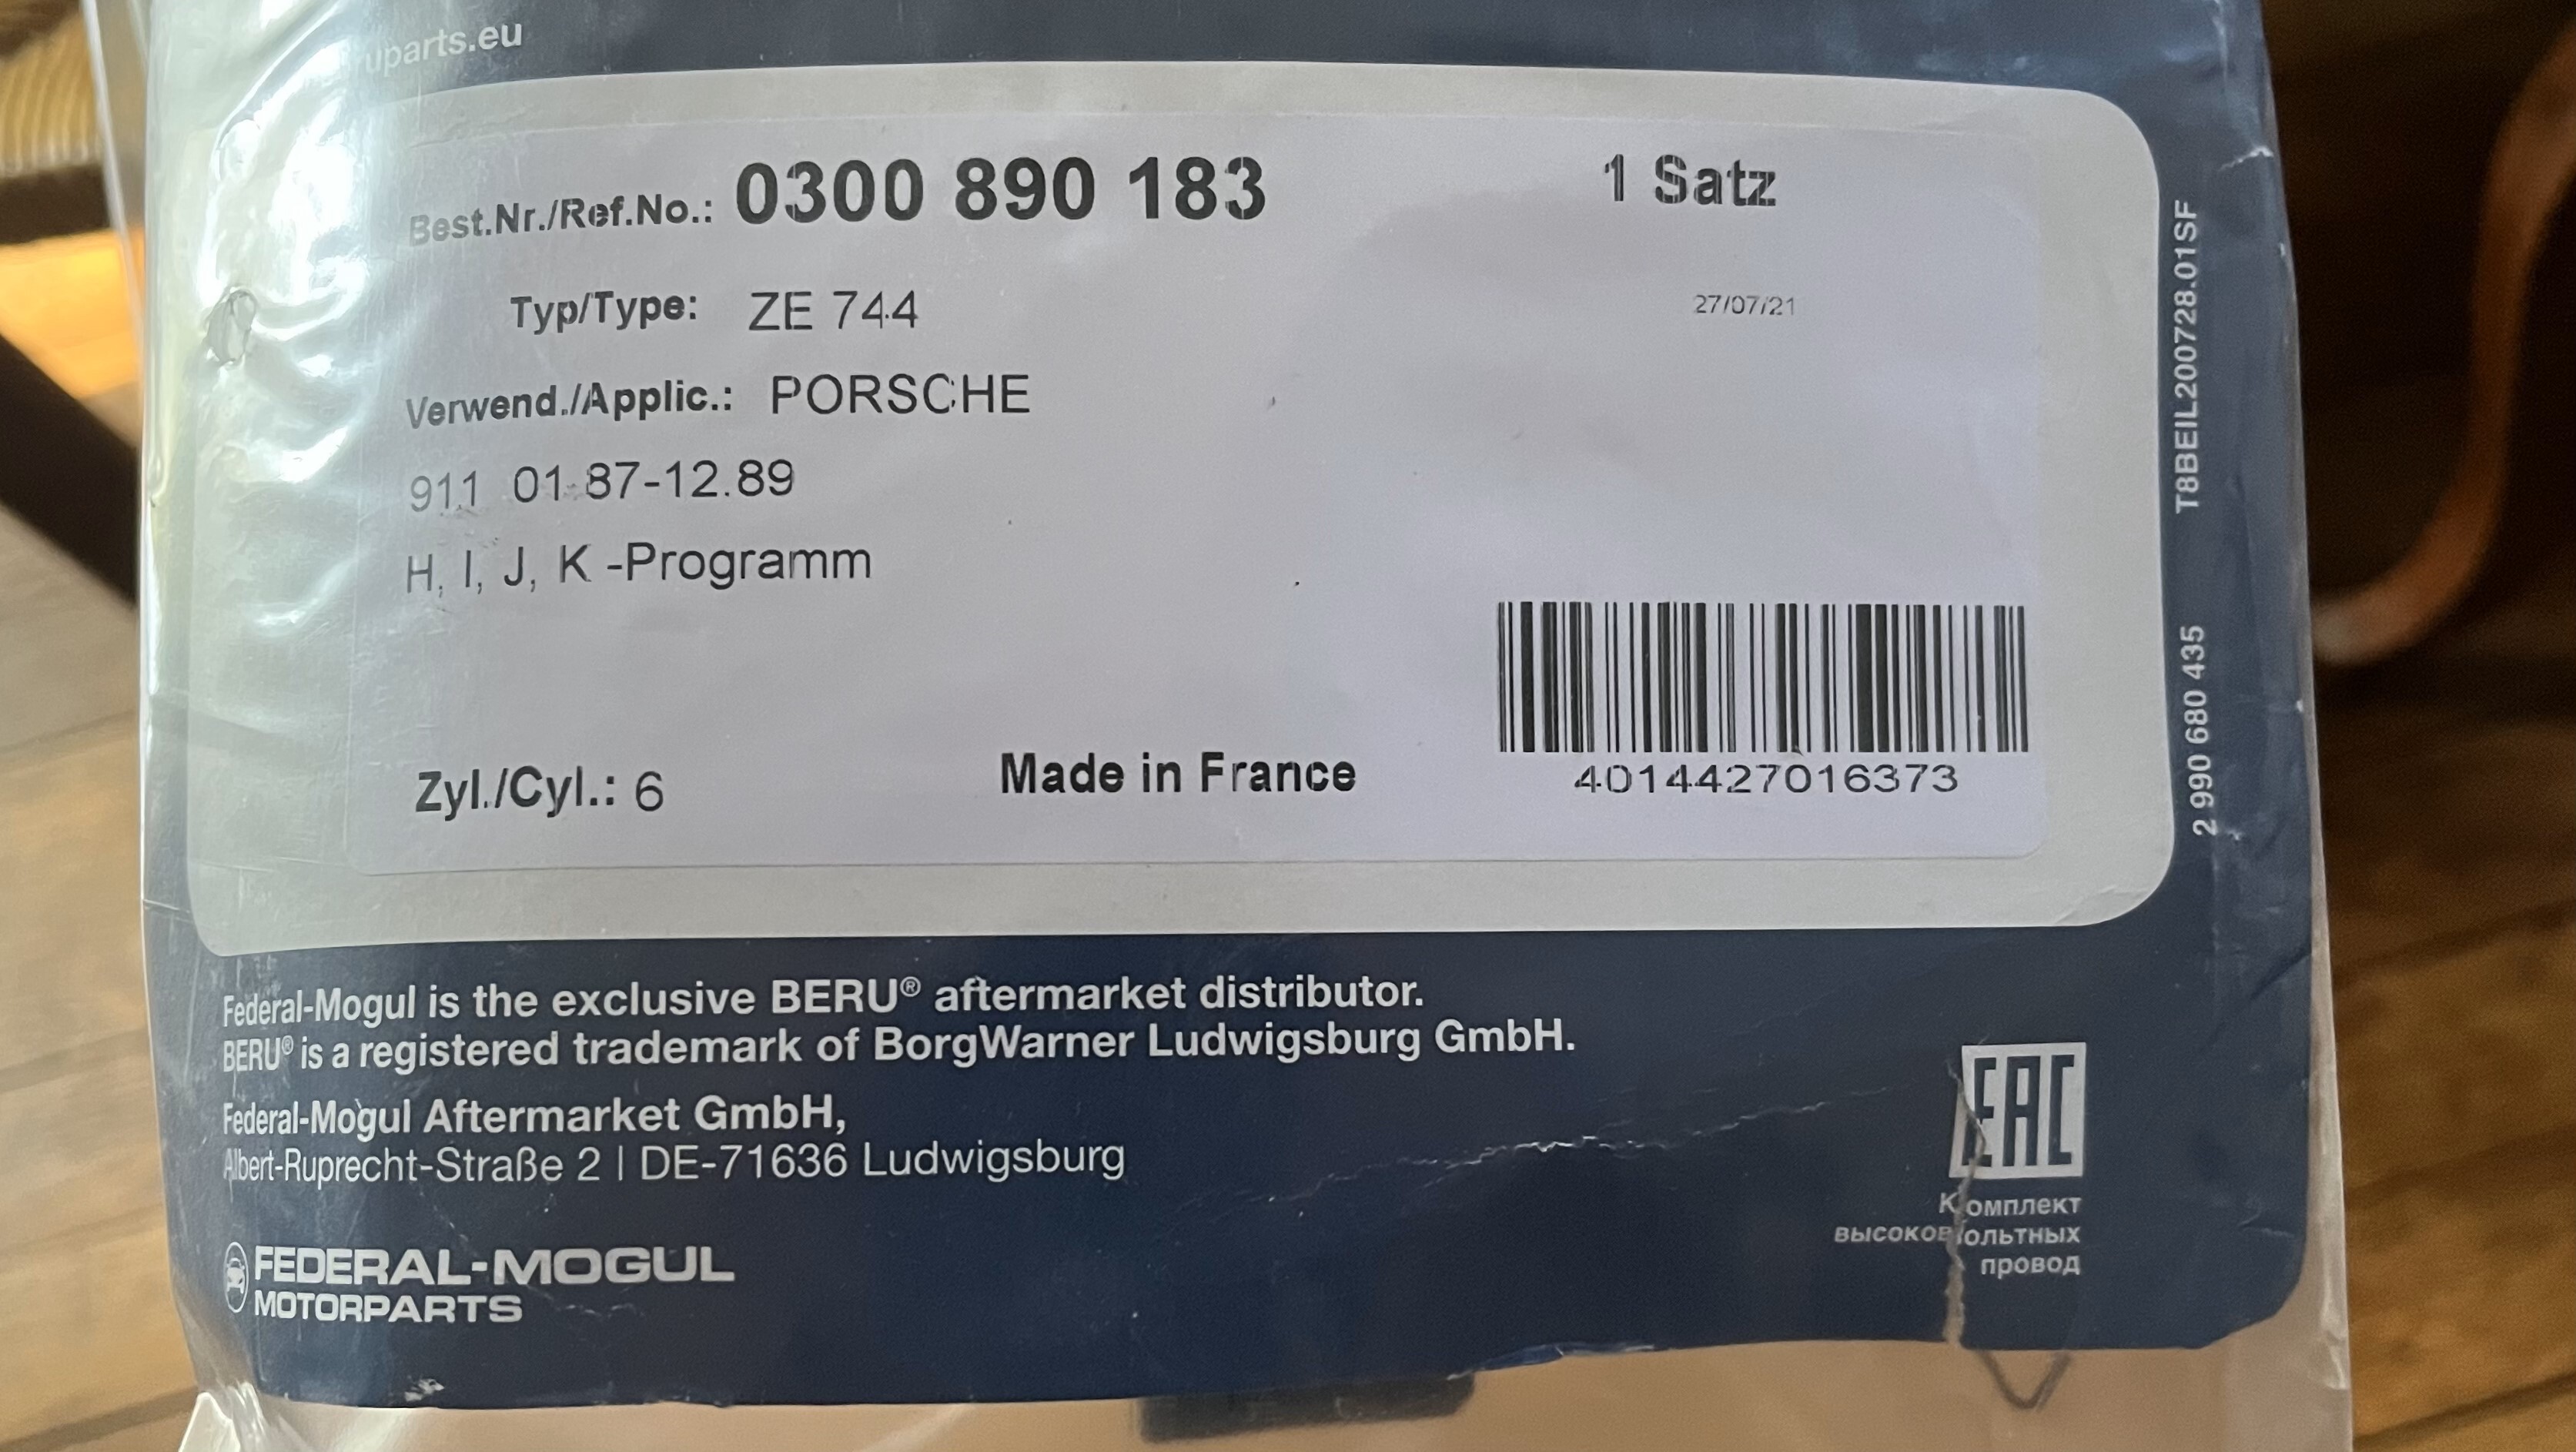 uparts.eu
Best.Nr./Ref.No.: 0300 890 183
1 Satz
Typ/Type: ZE 744
27/07/21
Verwend./Applic.: PORSCHE
911 01.87-12.89
H, I, J, K -Programm
Zyl./Cyl.: 6
Made in France
4014427016373
T8BEIL200728.01SF
2 990 680 435
Federal-Mogul is the exclusive BERU® aftermarket distributor.
BERU® is a registered trademark of BorgWarner Ludwigsburg GmbH.
Federal-Mogul Aftermarket GmbH,
Albert-Ruprecht-Straße 2 | DE-71636 Ludwigsburg
FEDERAL-MOGUL
MOTORPARTS
EAC
Комплект
высоковольтных
провод